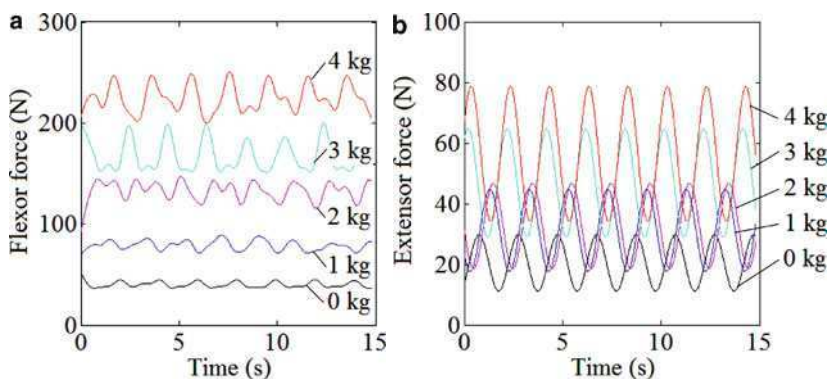 a
Flexor force (N)
300
200
100
0
4 kg
3 kg
2 kg
1 kg
0 kg
0
5
10
15
Time (s)
b
Extensor force (N)
100
80
60
40
20
0
4 kg
3 kg
2 kg
1 kg
0 kg
0
5
10
15
Time (s)